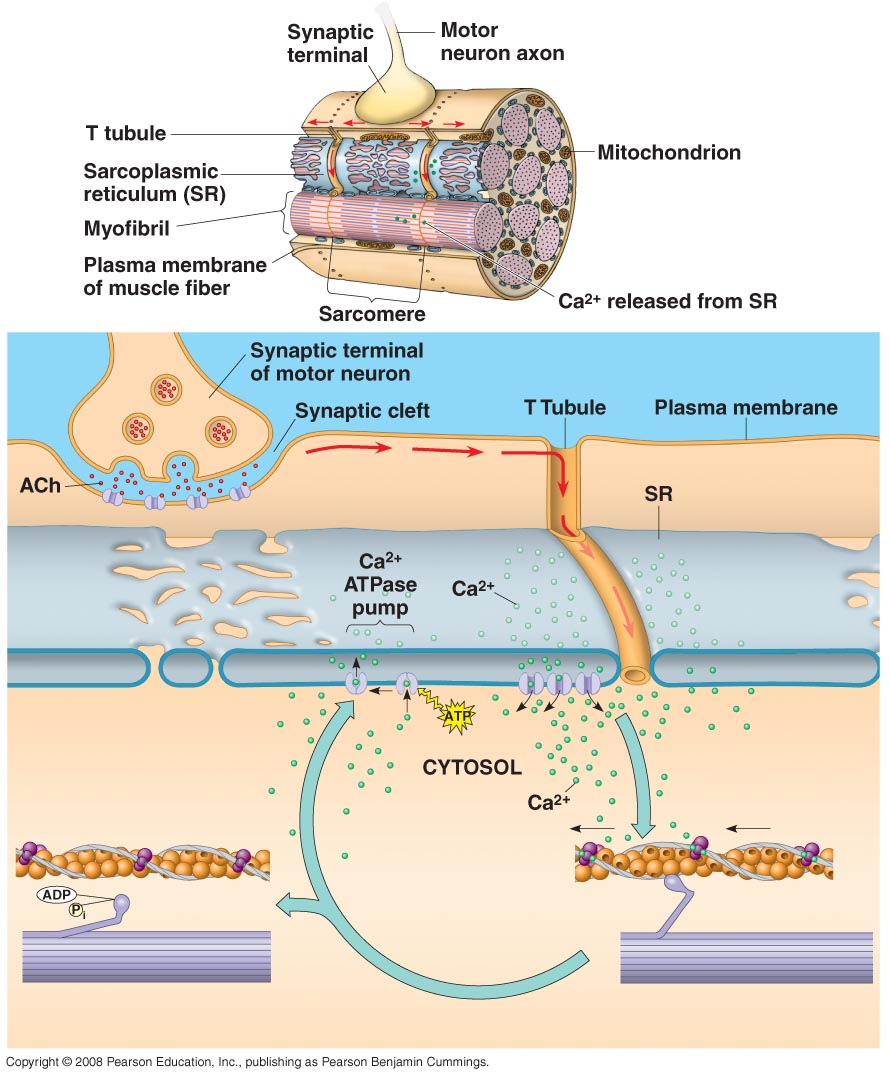 Synaptic
terminal
Motor
neuron axon
T tubule
Mitochondrion
Sarcoplasmic
reticulum (SR)
Myofibril
Plasma membrane
of muscle fiber
Ca2+ released from SR
Sarcomere
Synaptic terminal
of motor neuron
Synaptic cleft
T Tubule
Plasma membrane
ACh
SR
Ca2+
ATPase
pump
Ca2+
ATP
CYTOSOL
Ca2+
ADP
Pi
Copyright © 2008 Pearson Education, Inc., publishing as Pearson Benjamin Cummings.